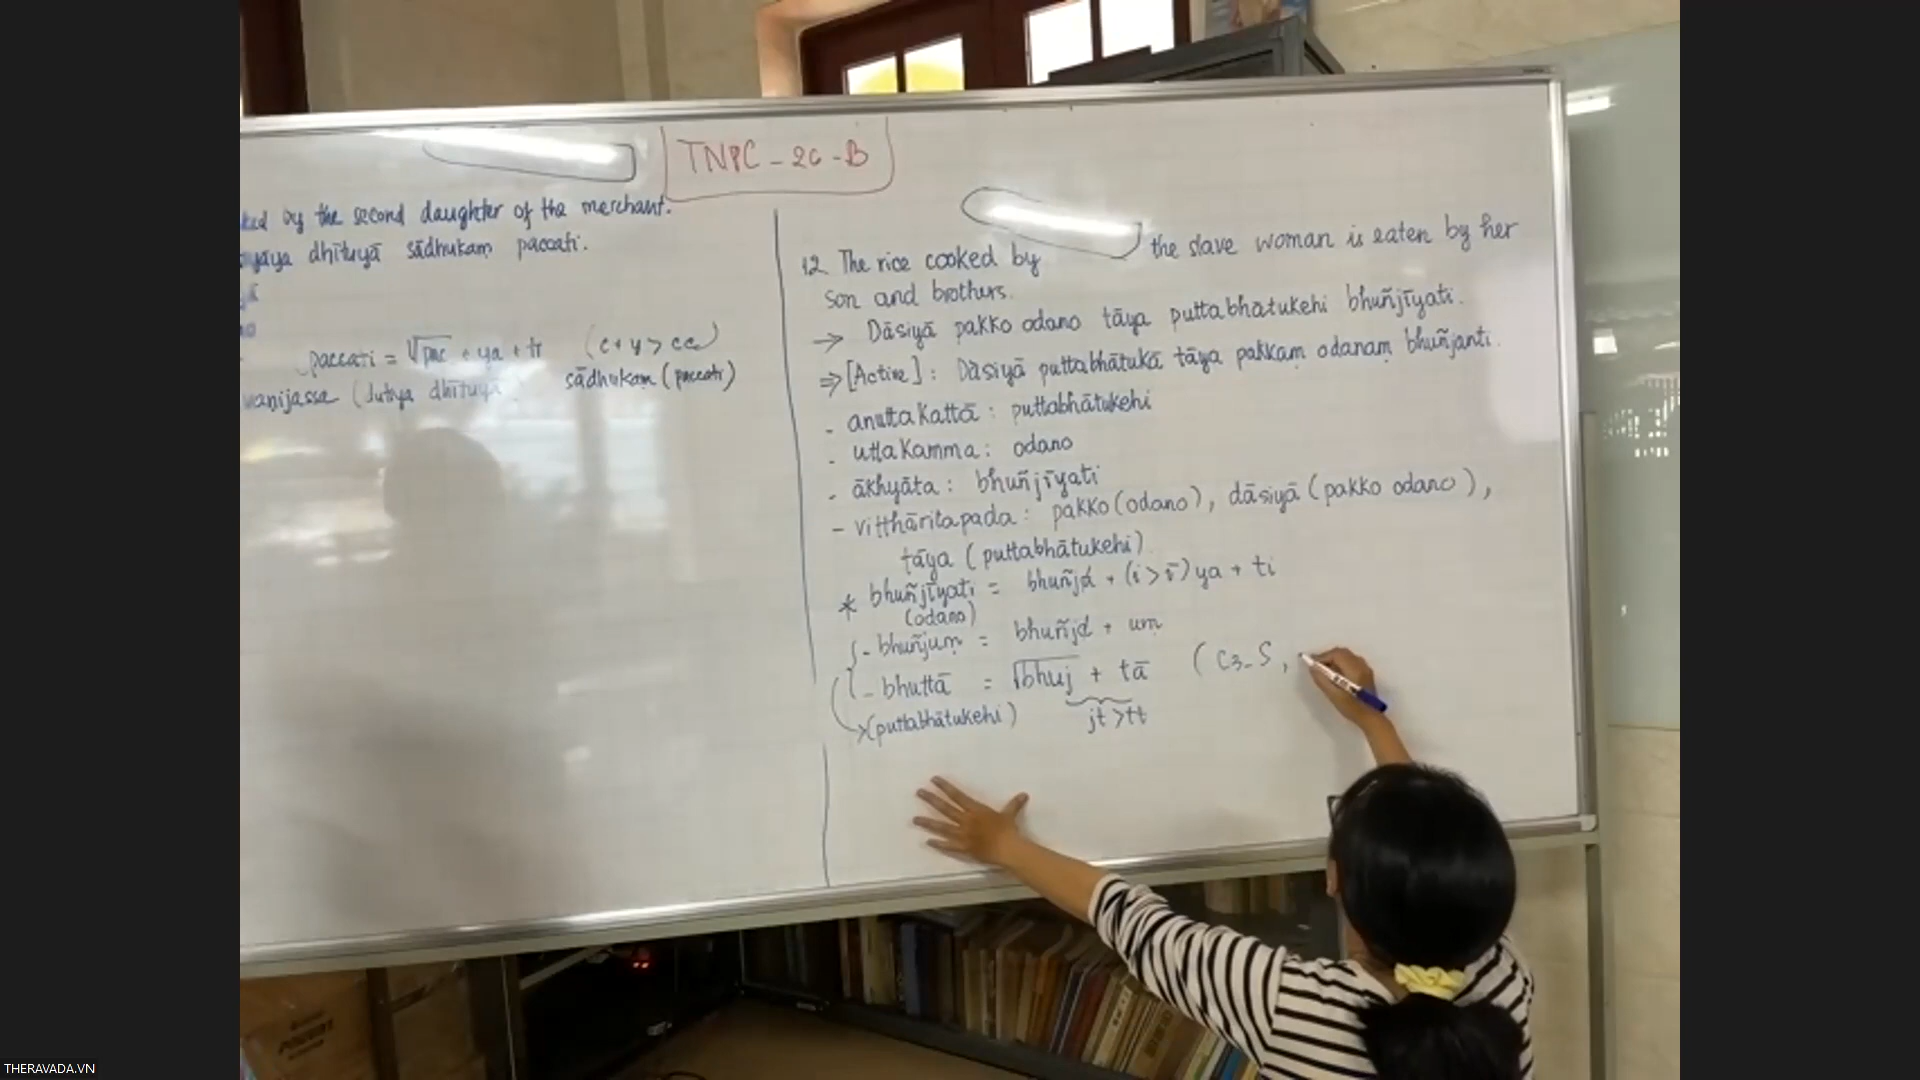 TNPC - 2c - B
by the second daughter of the merchant.
dhītuyā sādhukaṃ paccati.
paccati = √pac + ya + ti (c + y > cc)
vaṇijassa (dutiya dhītuyā) sādhukaṃ (paccati)
12. The rice cooked by the slave woman is eaten by her
son and brothers.
→ Dāsiyā pakko odano tāya puttabhātukehi bhuñjīyati.
⇒ [Active] : Dāsiyā puttabhātukā tāya pakkaṃ odanaṃ bhuñjanti.
- anuttakattā : puttabhātukehi
- uttakamma : odano
- ākhyāta : bhuñjīyati
- vitthāritapada : pakko (odano), dāsiyā (pakko odano),
tāya (puttabhātukehi)
* bhuñjīyati = bhuñja + (i > ī) ya + ti
(odano)
- bhuñjuṃ = bhuñja + uṃ
- bhuttā = √bhuj + tā (C3-S,
(puttabhātukehi) jt > tt
THERAVADA.VN